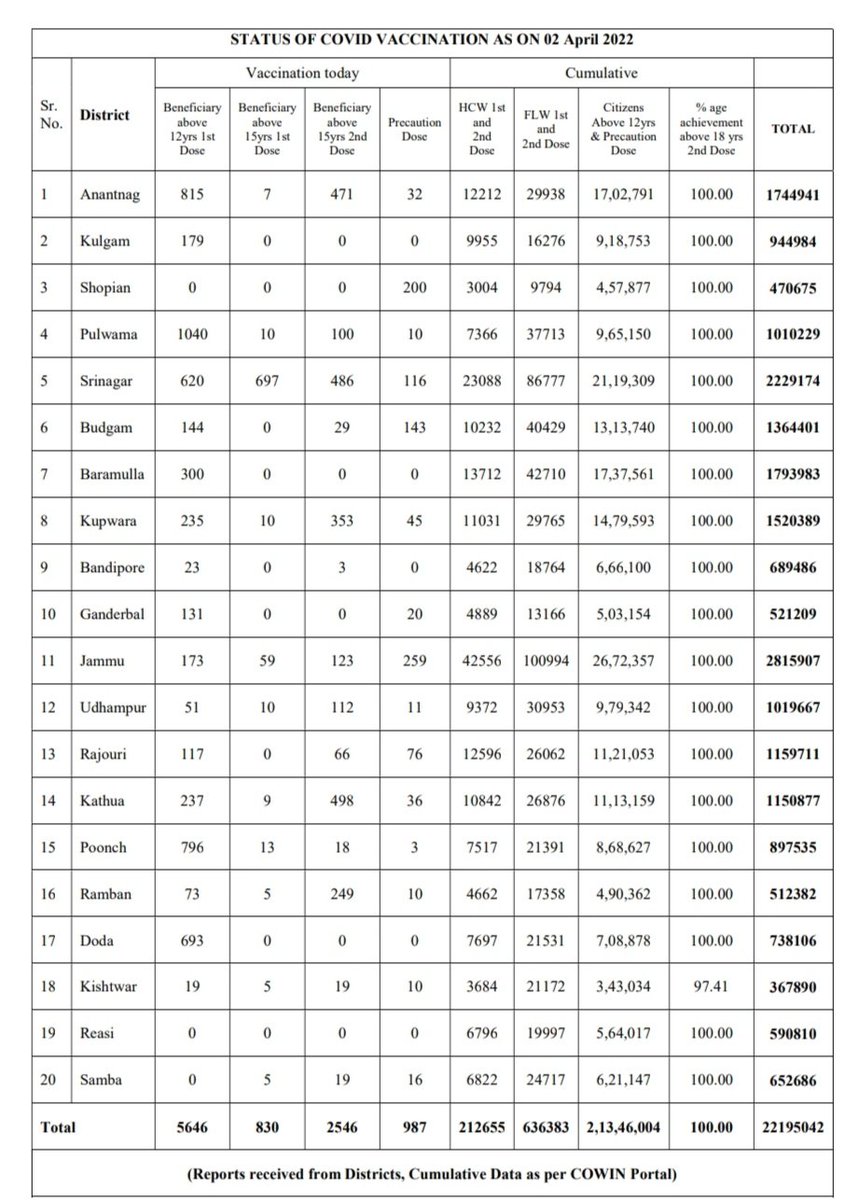 STATUS OF COVID VACCINATION AS ON 02 April 2022
Vaccination today Cumulative
Sr. No. District Beneficiary above 12yrs 1st Dose Beneficiary above 15yrs 1st Dose Beneficiary above 15yrs 2nd Dose Precaution Dose HCW 1st and 2nd Dose FLW 1st and 2nd Dose Citizens Above 12yrs & Precaution Dose % age achievement above 18 yrs 2nd Dose TOTAL
1 Anantnag 815 7 471 32 12212 29938 17,02,791 100.00 1744941
2 Kulgam 179 0 0 0 9955 16276 9,18,753 100.00 944984
3 Shopian 0 0 0 200 3004 9794 4,57,877 100.00 470675
4 Pulwama 1040 10 100 10 7366 37713 9,65,150 100.00 1010229
5 Srinagar 620 697 486 116 23088 86777 21,19,309 100.00 2229174
6 Budgam 144 0 29 143 10232 40429 13,13,740 100.00 1364401
7 Baramulla 300 0 0 0 13712 42710 17,37,561 100.00 1793983
8 Kupwara 235 10 353 45 11031 29765 14,79,593 100.00 1520389
9 Bandipore 23 0 3 0 4622 18764 6,66,100 100.00 689486
10 Ganderbal 131 0 0 20 4889 13166 5,03,154 100.00 521209
11 Jammu 173 59 123 259 42556 100994 26,72,357 100.00 2815907
12 Udhampur 51 10 112 11 9372 30953 9,79,342 100.00 1019667
13 Rajouri 117 0 66 76 12596 26062 11,21,053 100.00 1159711
14 Kathua 237 9 498 36 10842 26876 11,13,159 100.00 1150877
15 Poonch 796 13 18 3 7517 21391 8,68,627 100.00 897535
16 Ramban 73 5 249 10 4662 17358 4,90,362 100.00 512382
17 Doda 693 0 0 0 7697 21531 7,08,878 100.00 738106
18 Kishtwar 19 5 19 10 3684 21172 3,43,034 97.41 367890
19 Reasi 0 0 0 0 6796 19997 5,64,017 100.00 590810
20 Samba 0 5 19 16 6822 24717 6,21,147 100.00 652686
Total 5646 830 2546 987 212655 636383 2,13,46,004 100.00 22195042
(Reports received from Districts, Cumulative Data as per COWIN Portal)